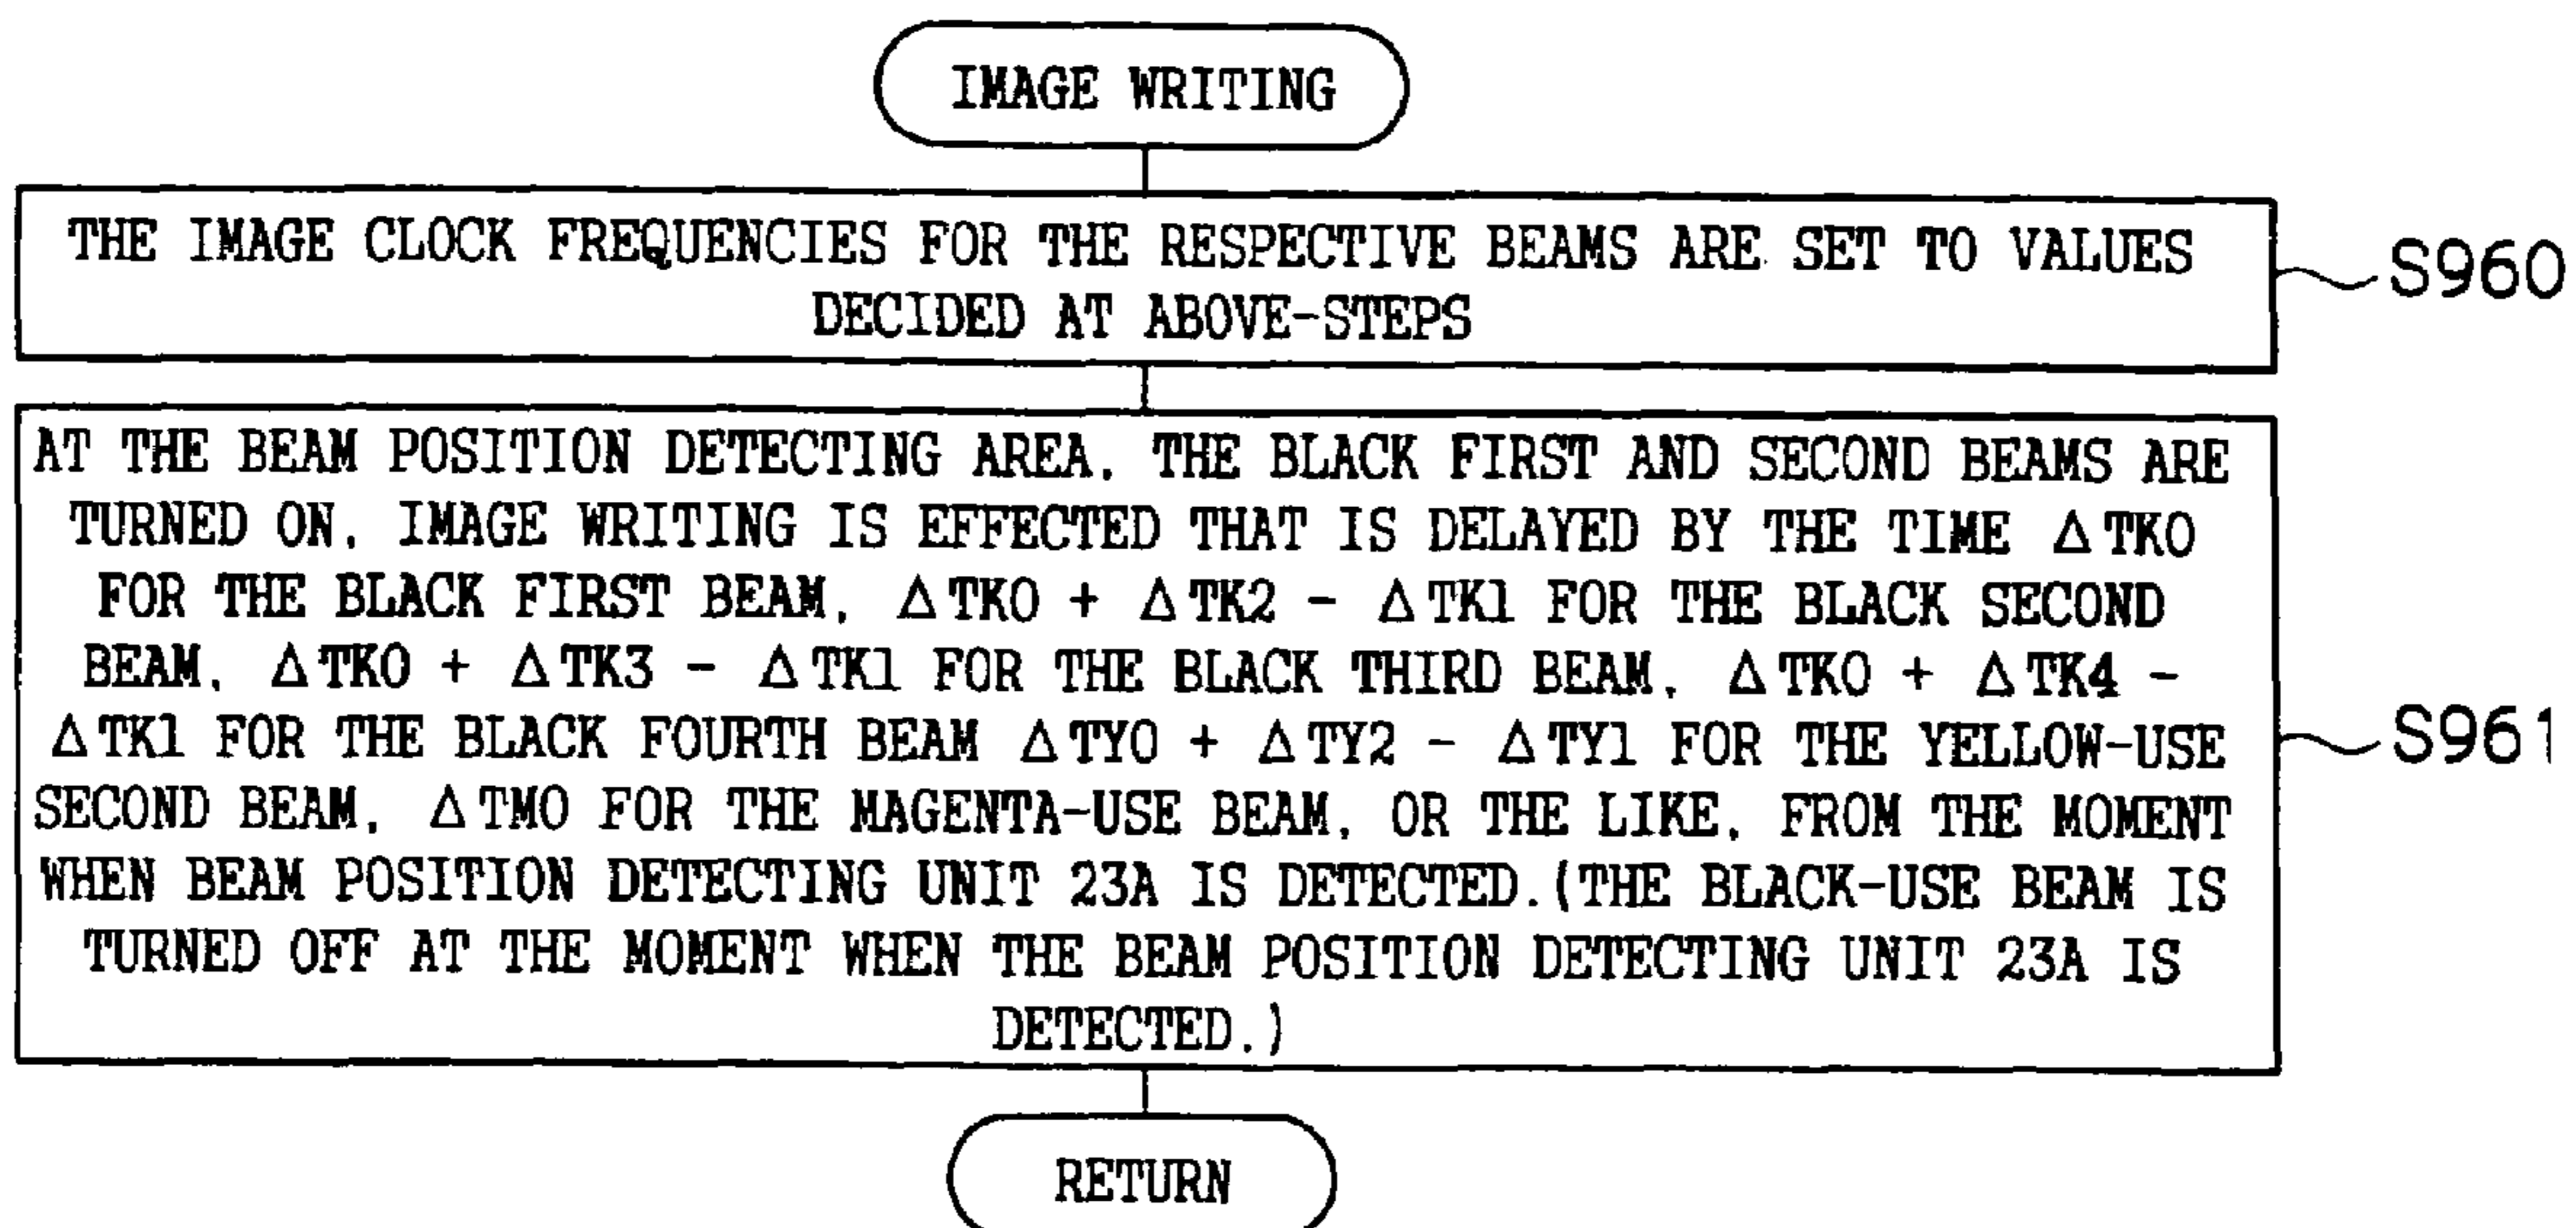 IMAGE WRITING
THE IMAGE CLOCK FREQUENCIES FOR THE RESPECTIVE BEAMS ARE SET TO VALUES
DECIDED AT ABOVE-STEPS
S960
AT THE BEAM POSITION DETECTING AREA, THE BLACK FIRST AND SECOND BEAMS ARE
TURNED ON, IMAGE WRITING IS EFFECTED THAT IS DELAYED BY THE TIME ΔTK0
FOR THE BLACK FIRST BEAM, ΔTK0 + ΔTK2 - ΔTK1 FOR THE BLACK SECOND
BEAM, ΔTK0 + ΔTK3 - ΔTK1 FOR THE BLACK THIRD BEAM, ΔTK0 + ΔTK4 -
ΔTK1 FOR THE BLACK FOURTH BEAM ΔTY0 + ΔTY2 - ΔTY1 FOR THE YELLOW-USE
SECOND BEAM, ΔTM0 FOR THE MAGENTA-USE BEAM, OR THE LIKE, FROM THE MOMENT
WHEN BEAM POSITION DETECTING UNIT 23A IS DETECTED.(THE BLACK-USE BEAM IS
TURNED OFF AT THE MOMENT WHEN THE BEAM POSITION DETECTING UNIT 23A IS
DETECTED.)
S961
RETURN